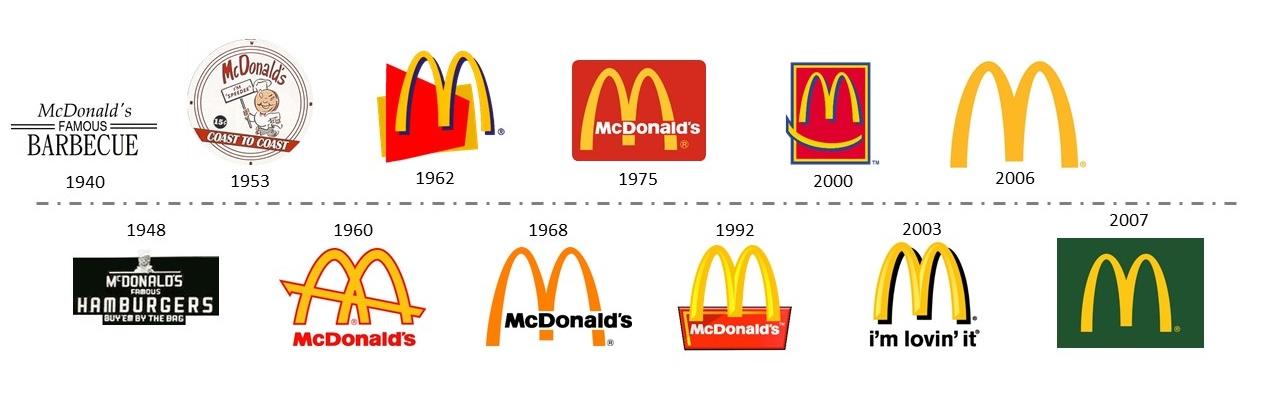 McDonald's
FAMOUS
BARBECUE
1940
McDonald's
I'M
"SPEEDEE"
15¢
COAST TO COAST
1953
®
1962
McDonald's
®
1975
TM
2000
®
2006
1948
McDONALD'S
FAMOUS
HAMBURGERS
BUY'EM BY THE BAG
1960
®
McDonald's
1968
McDonald's
®
1992
McDonald's
2003
®
i'm lovin' it®
2007
®